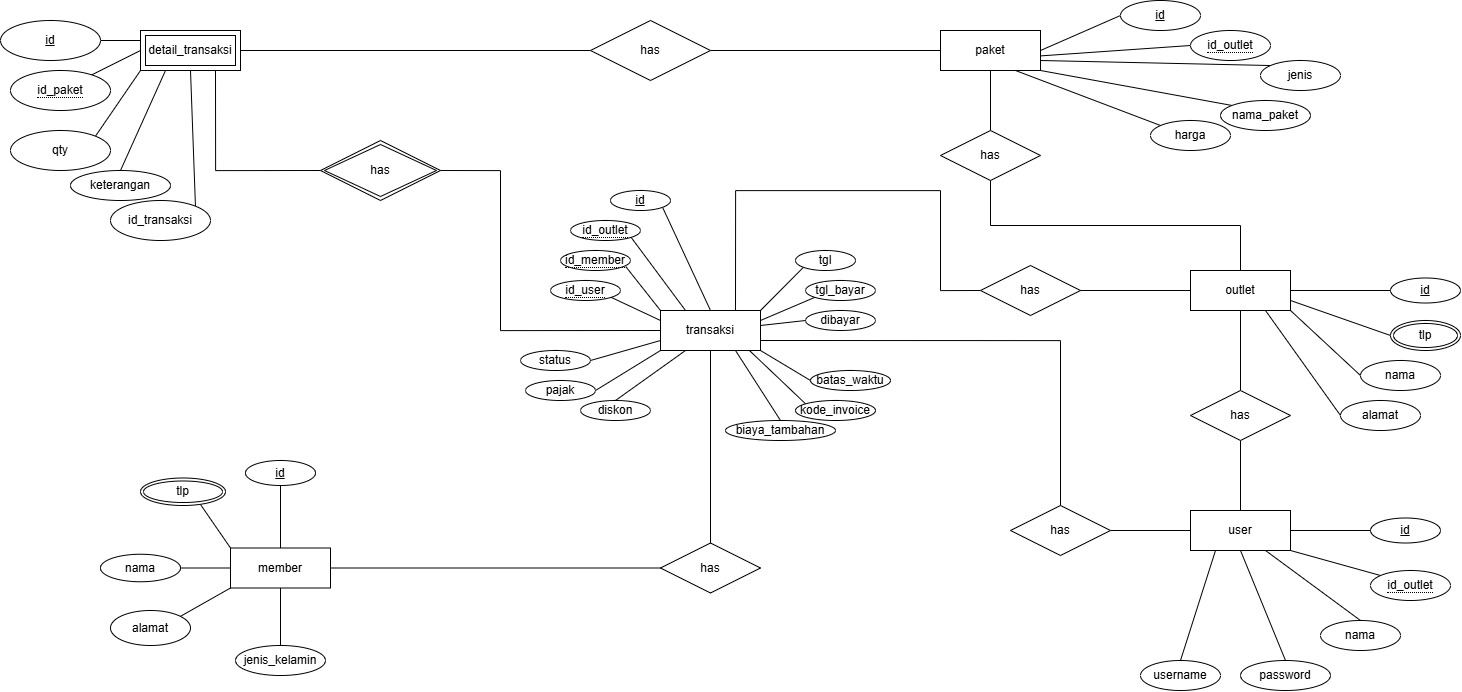 id
id
detail_transaksi
has
paket
id_outlet
jenis
id_paket
nama_paket
harga
qty
has
keterangan
has
id_transaksi
id
id_outlet
id_member
id_user
tgl
tgl_bayar
dibayar
transaksi
has
outlet
id
tlp
status
pajak
diskon
batas_waktu
kode_invoice
biaya_tambahan
nama
alamat
has
id
tlp
nama
member
has
alamat
jenis_kelamin
has
user
id
id_outlet
nama
username
password